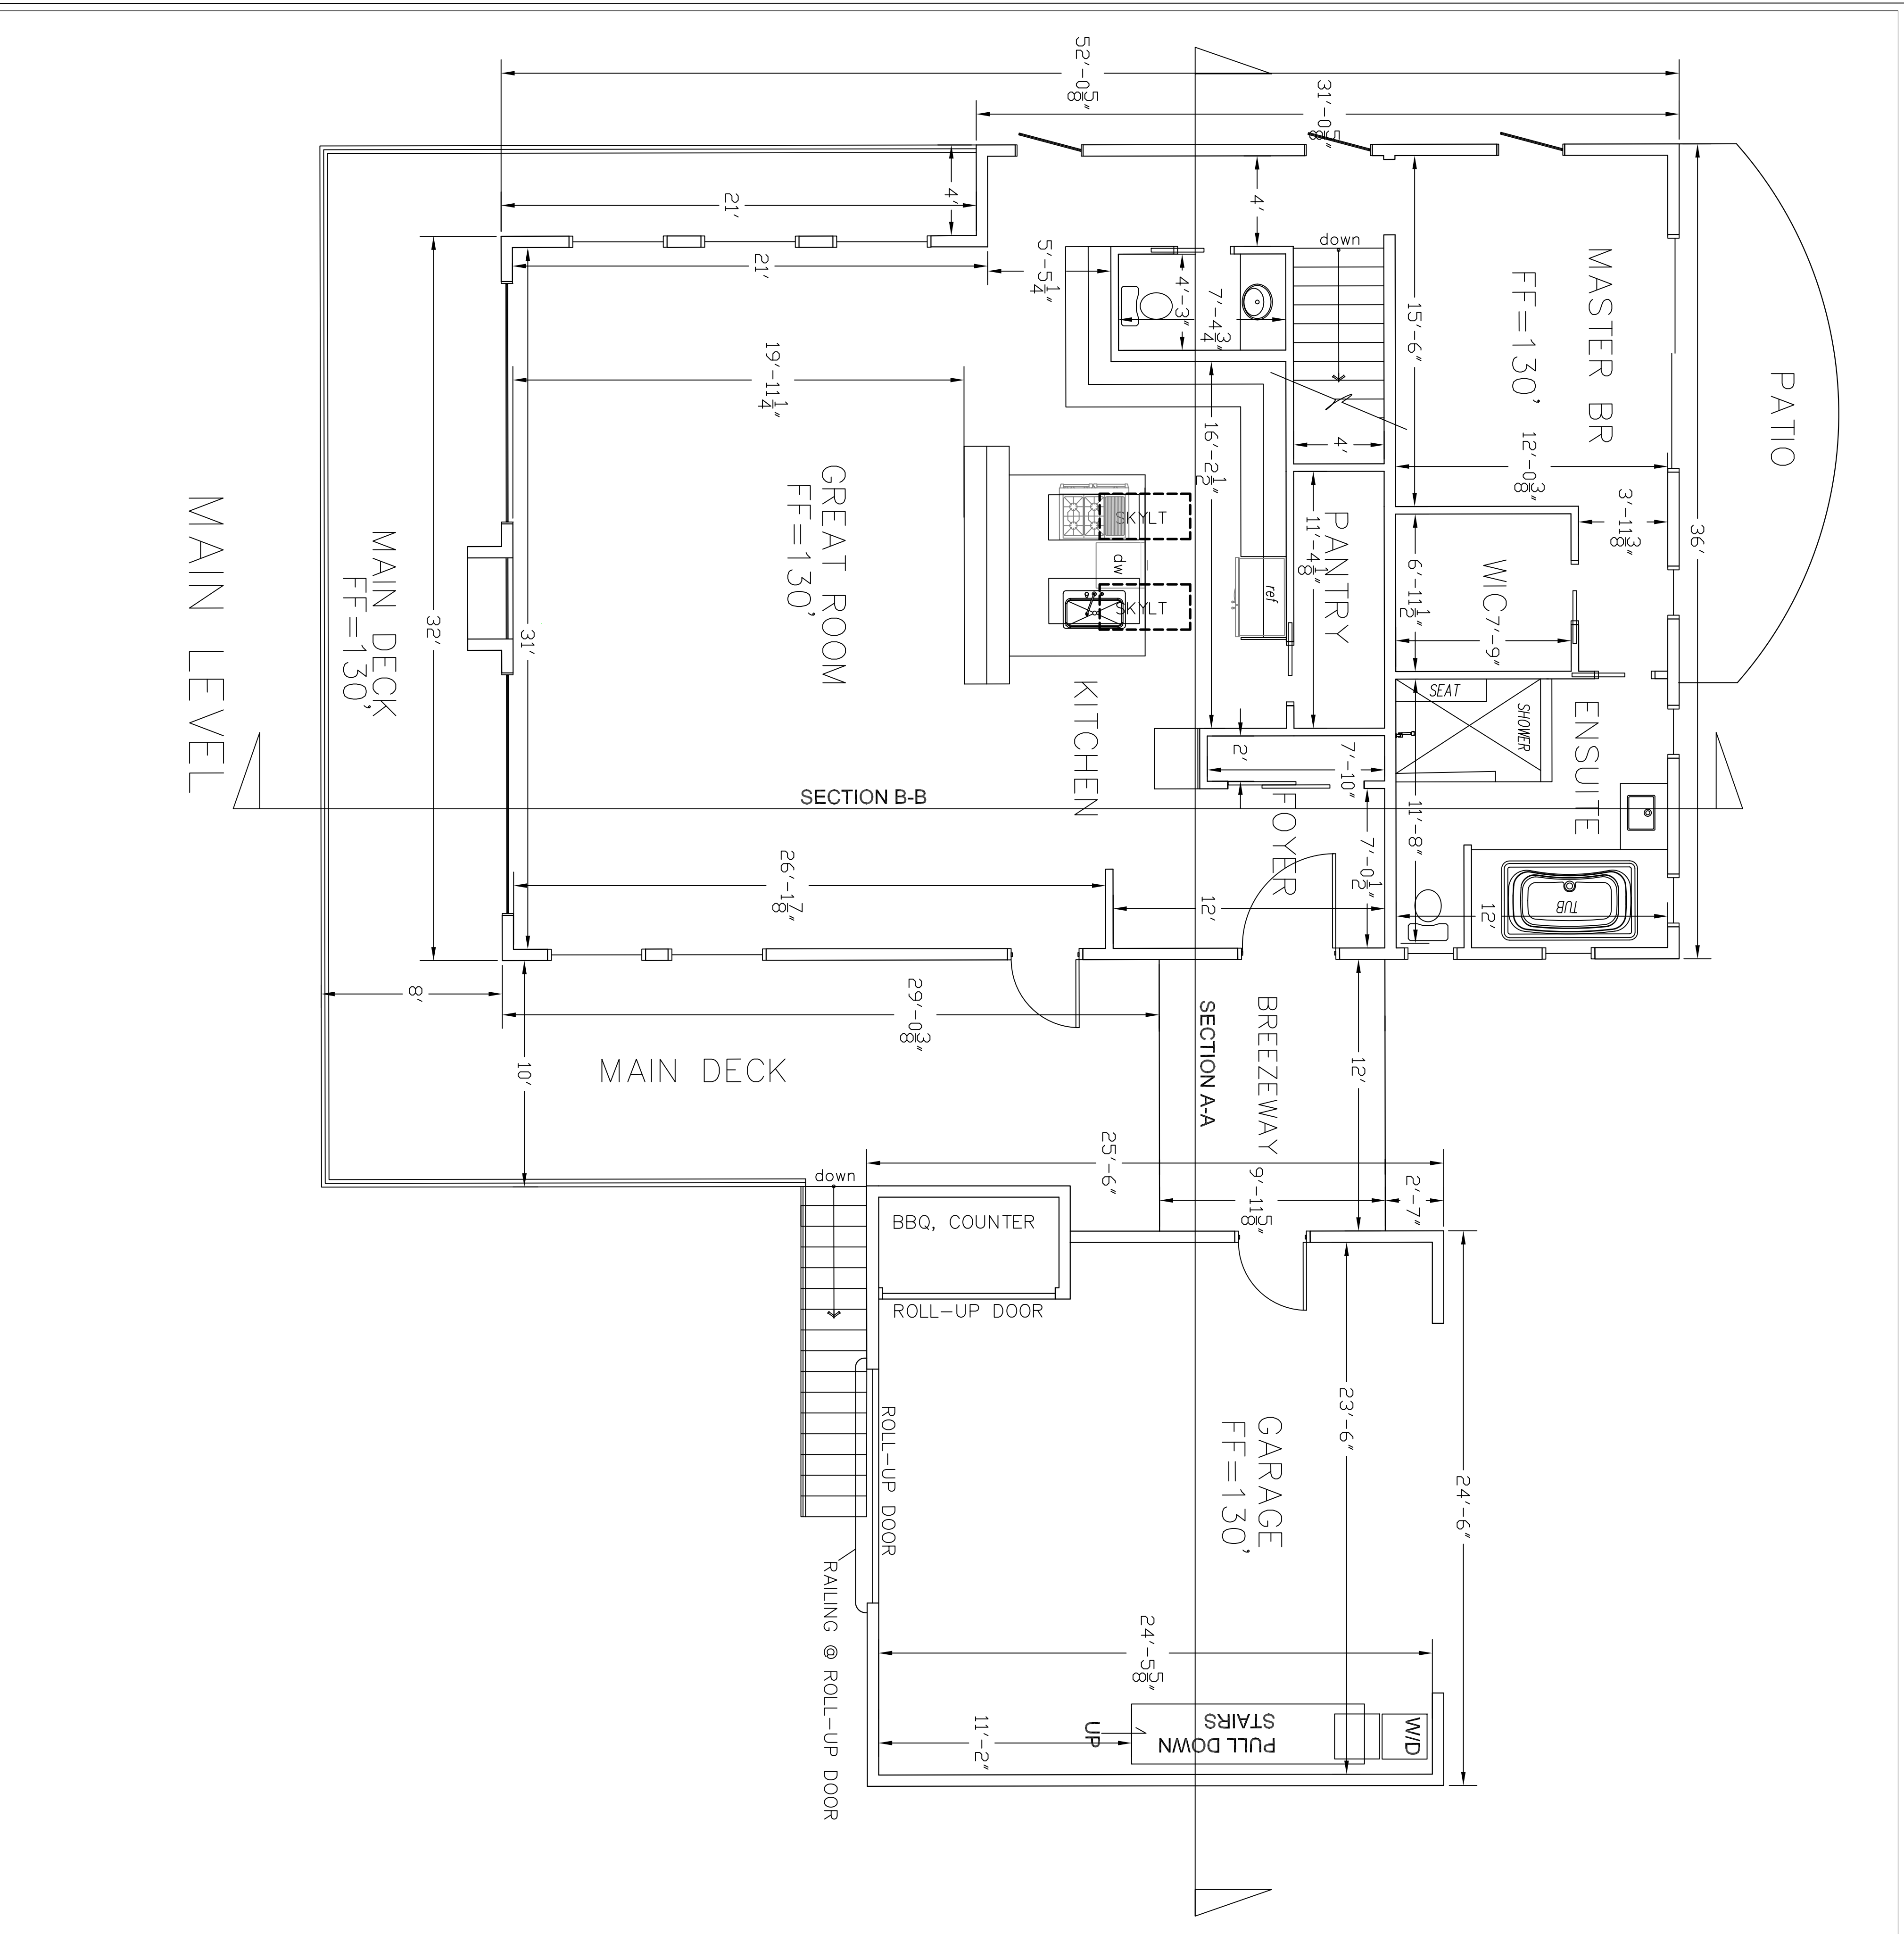 PATIO
MASTER BR
FF=130'
36'
15'-6"
12'-0 3/8"
3'-11 3/8"
WIC
7'-9"
6'-11 1/2"
ENSUITE
SEAT
SHOWER
TUB
12'
11'-8"
52'-0 5/8"
31'-0 5/8"
4'
down
4'
PANTRY
11'-4 1/8"
7'-4 3/4"
4'-3"
16'-2 1/2"
ref
dw
SKYLT
SKYLT
KITCHEN
FOYER
7'-10"
2'
7'-0 1/2"
12'
5'-5 1/4"
4'
21'
21'
19'-11 1/4"
GREAT ROOM
FF=130'
SECTION B-B
26'-1 7/8"
31'
32'
MAIN DECK
FF=130'
MAIN LEVEL
8'
10'
29'-0 3/8"
MAIN DECK
SECTION A-A
BREEZEWAY
12'
25'-6"
9'-11 5/8"
2'-7"
down
BBQ, COUNTER
ROLL-UP DOOR
ROLL-UP DOOR
RAILING @ ROLL-UP DOOR
GARAGE
FF=130'
23'-6"
24'-6"
24'-5 5/8"
11'-2"
UP
PULL DOWN
STAIRS
W/D